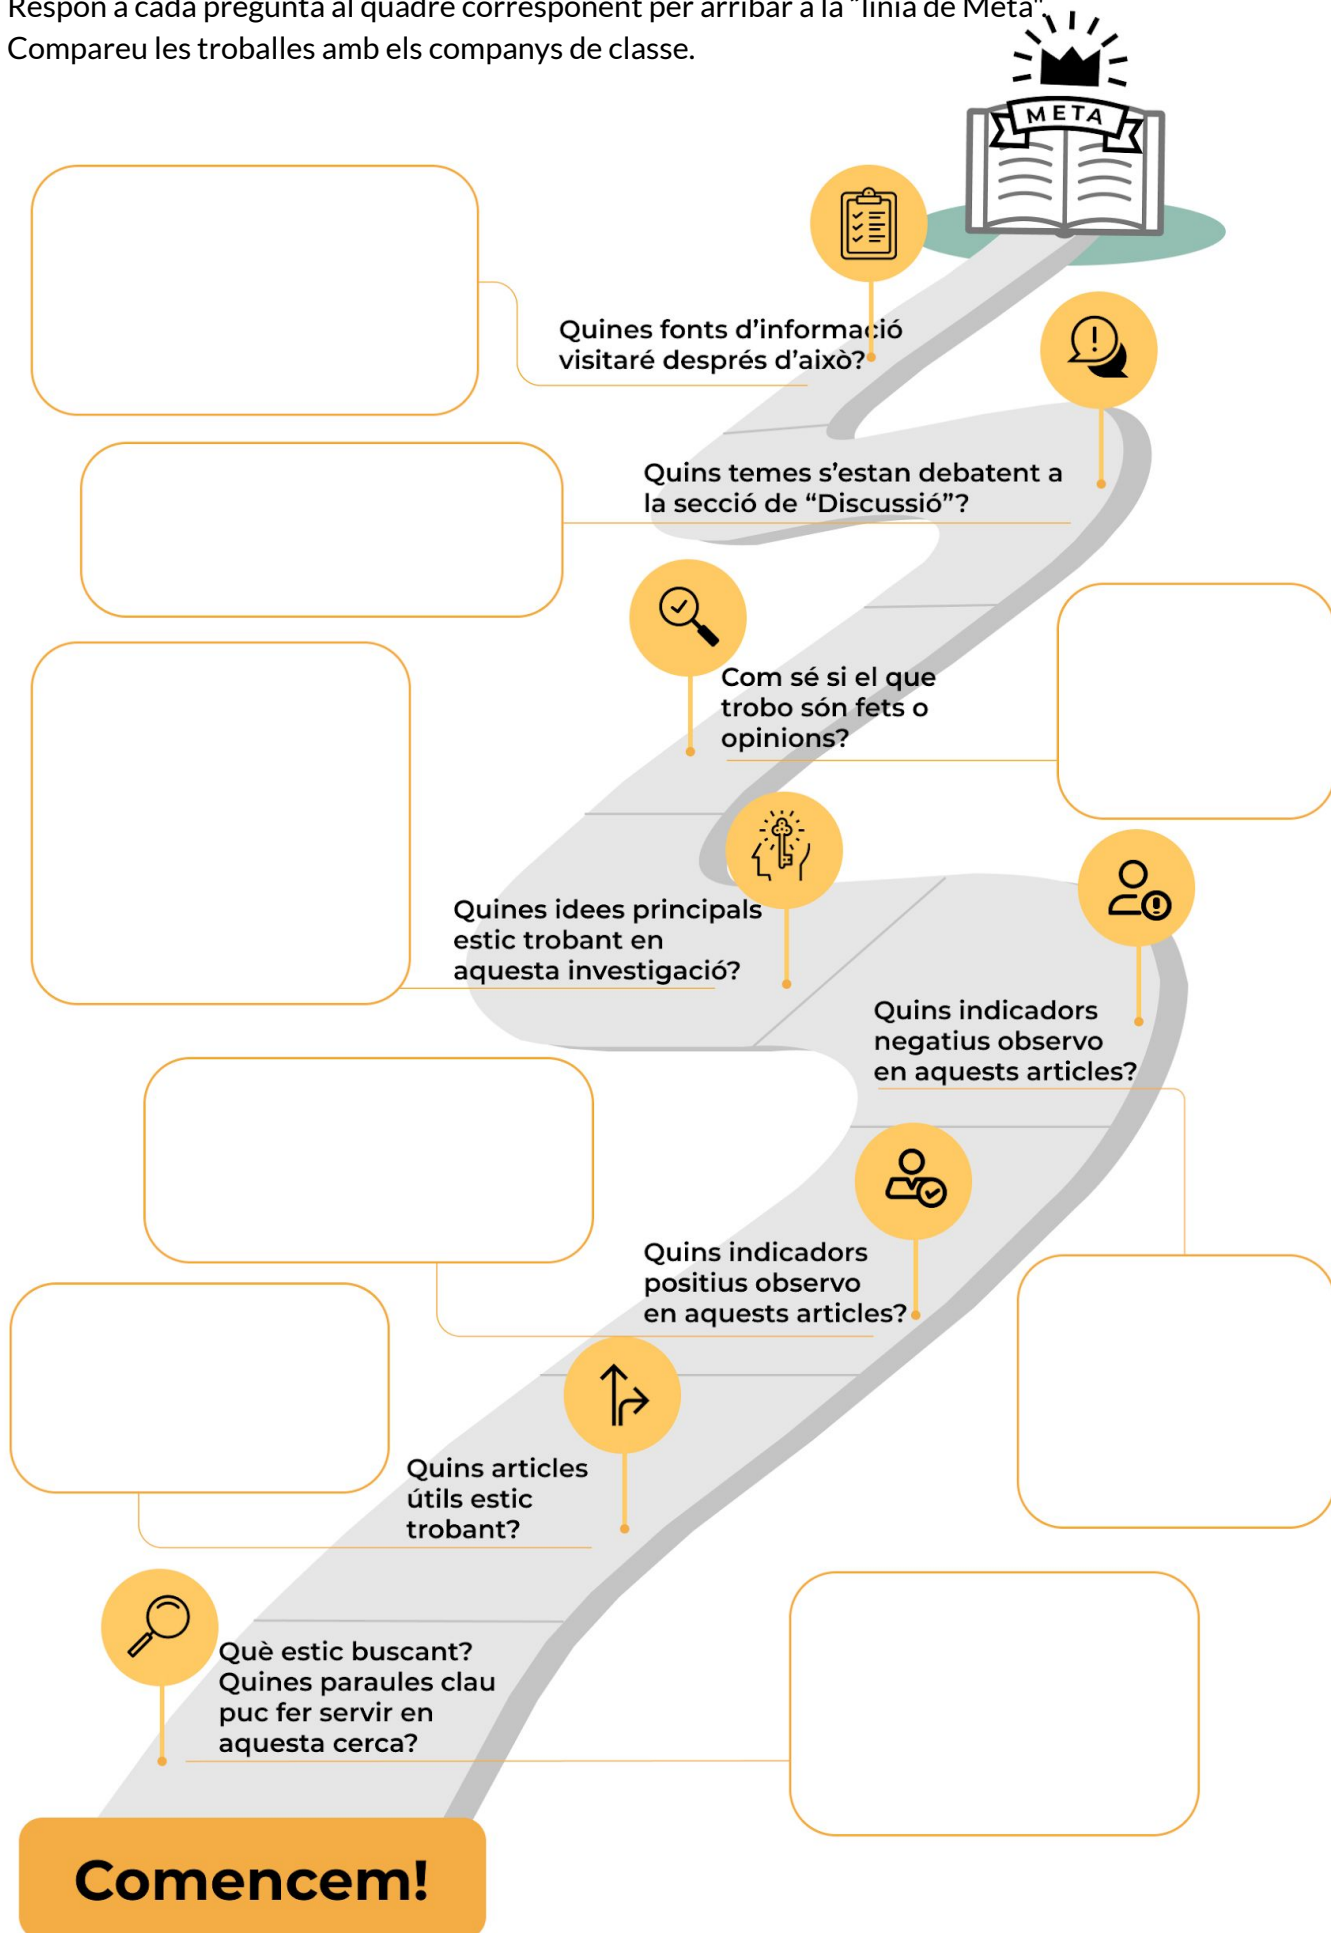 Respon a cada pregunta al quadre corresponent per arribar a la "línia de Meta".
Compareu les troballes amb els companys de classe.
META
Quines fonts d'informació
visitaré després d'això?
Quins temes s'estan debatent a
la secció de “Discussió”?
Com sé si el que
trobo són fets o
opinions?
Quines idees principals
estic trobant en
aquesta investigació?
Quins indicadors
negatius observo
en aquests articles?
Quins indicadors
positius observo
en aquests articles?
Quins articles
útils estic
trobant?
Què estic buscant?
Quines paraules clau
puc fer servir en
aquesta cerca?
Comencem!